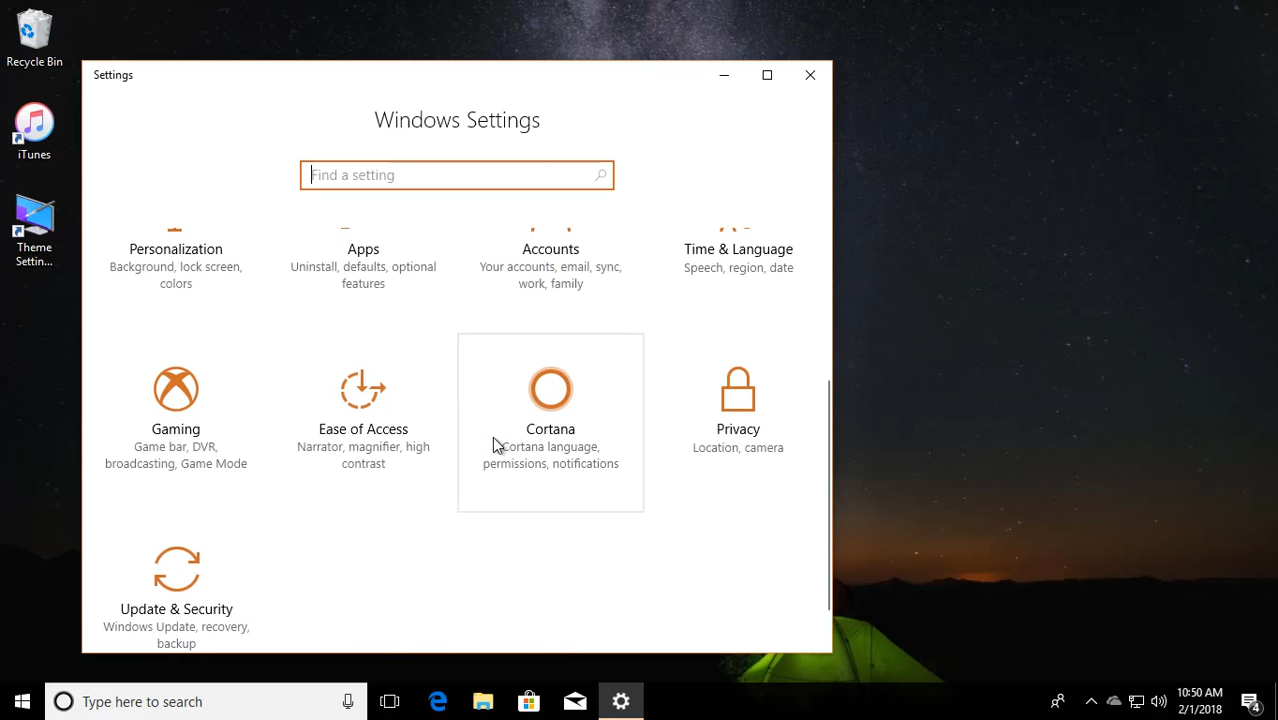 Recycle Bin
iTunes
Theme
Settin...
Settings
Windows Settings
Find a setting
Personalization
Background, lock screen,
colors
Apps
Uninstall, defaults, optional
features
Accounts
Your accounts, email, sync,
work, family
Time & Language
Speech, region, date
Gaming
Game bar, DVR,
broadcasting, Game Mode
Ease of Access
Narrator, magnifier, high
contrast
Cortana
Cortana language,
permissions, notifications
Privacy
Location, camera
Update & Security
Windows Update, recovery,
backup
Type here to search
10:50 AM
2/1/2018
4